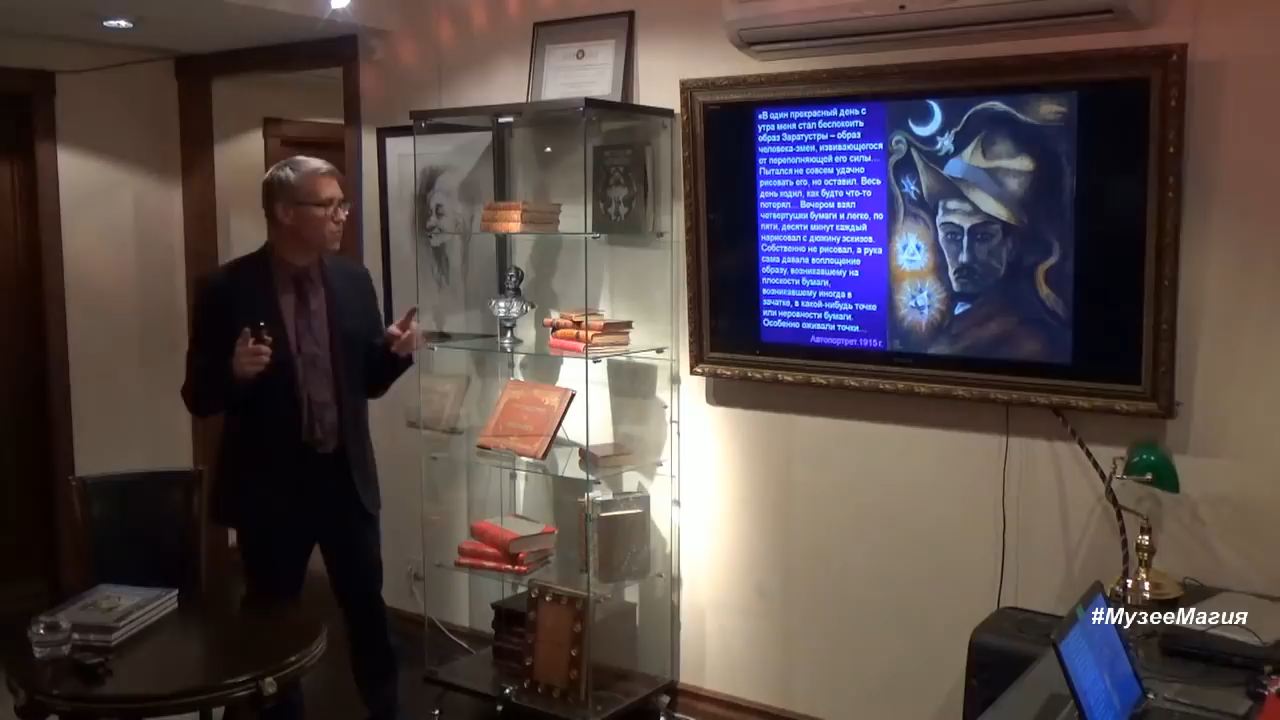 «В один прекрасный день с
утра меня стал беспокоить
образ Заратустры – образ
человека-змеи, извивающегося
от переполняющей его силы...
Пытался не совсем удачно
рисовать его, но оставил. Весь
день ходил, как будто что-то
потерял... Вечером взял
четвертушки бумаги и легко, по
пяти, десяти минут каждый
нарисовал с дюжину эскизов.
Собственно не рисовал, а рука
сама давала воплощение
образу, возникавшему на
плоскости бумаги,
возникавшему иногда в
зачатке, в какой-нибудь точке
или неровности бумаги.
Особенно оживали точки...
Автопортрет.1915 г.
#МузееМагия